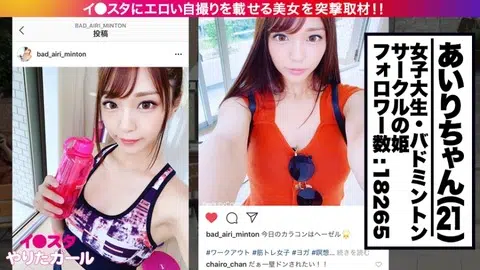 イ●スタにエロい自撮りを載せる美女を突撃取材!!
BAD_AIRI_MINTON
投稿
bad_airi_minton
イ●スタ
やりたガール
bad_airi_minton 今日のカラコンはヘーゼル
#ワークアウト #筋トレ女子 #ヨガ #瞑想... 続きを読む
chairo_chan だぁー壁ドンされたい!!
あいりちゃん(21)
女子大生・バドミントン
サークルの姫
フォロワー数:18265